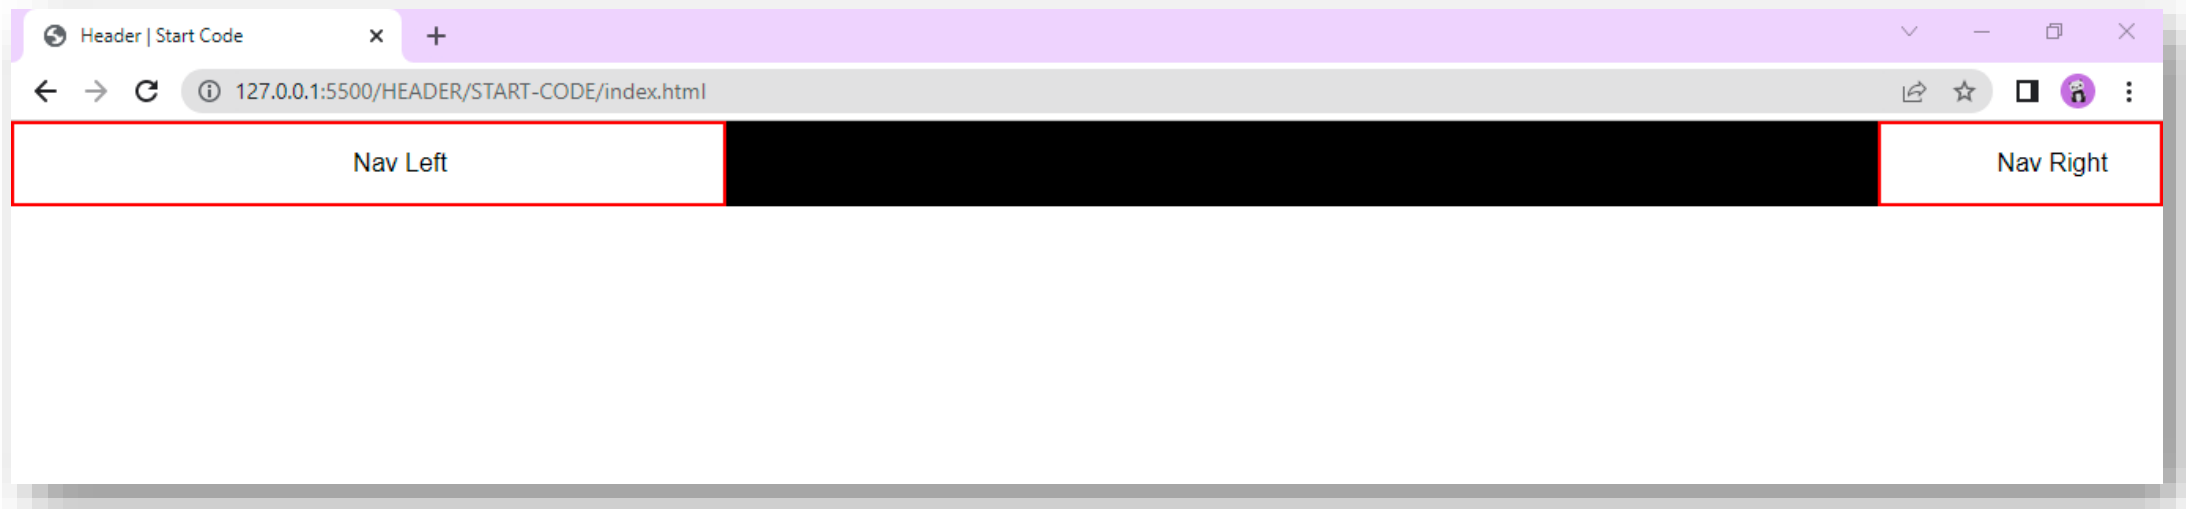 Header | Start Code
127.0.0.1:5500/HEADER/START-CODE/index.html
Nav Left
Nav Right